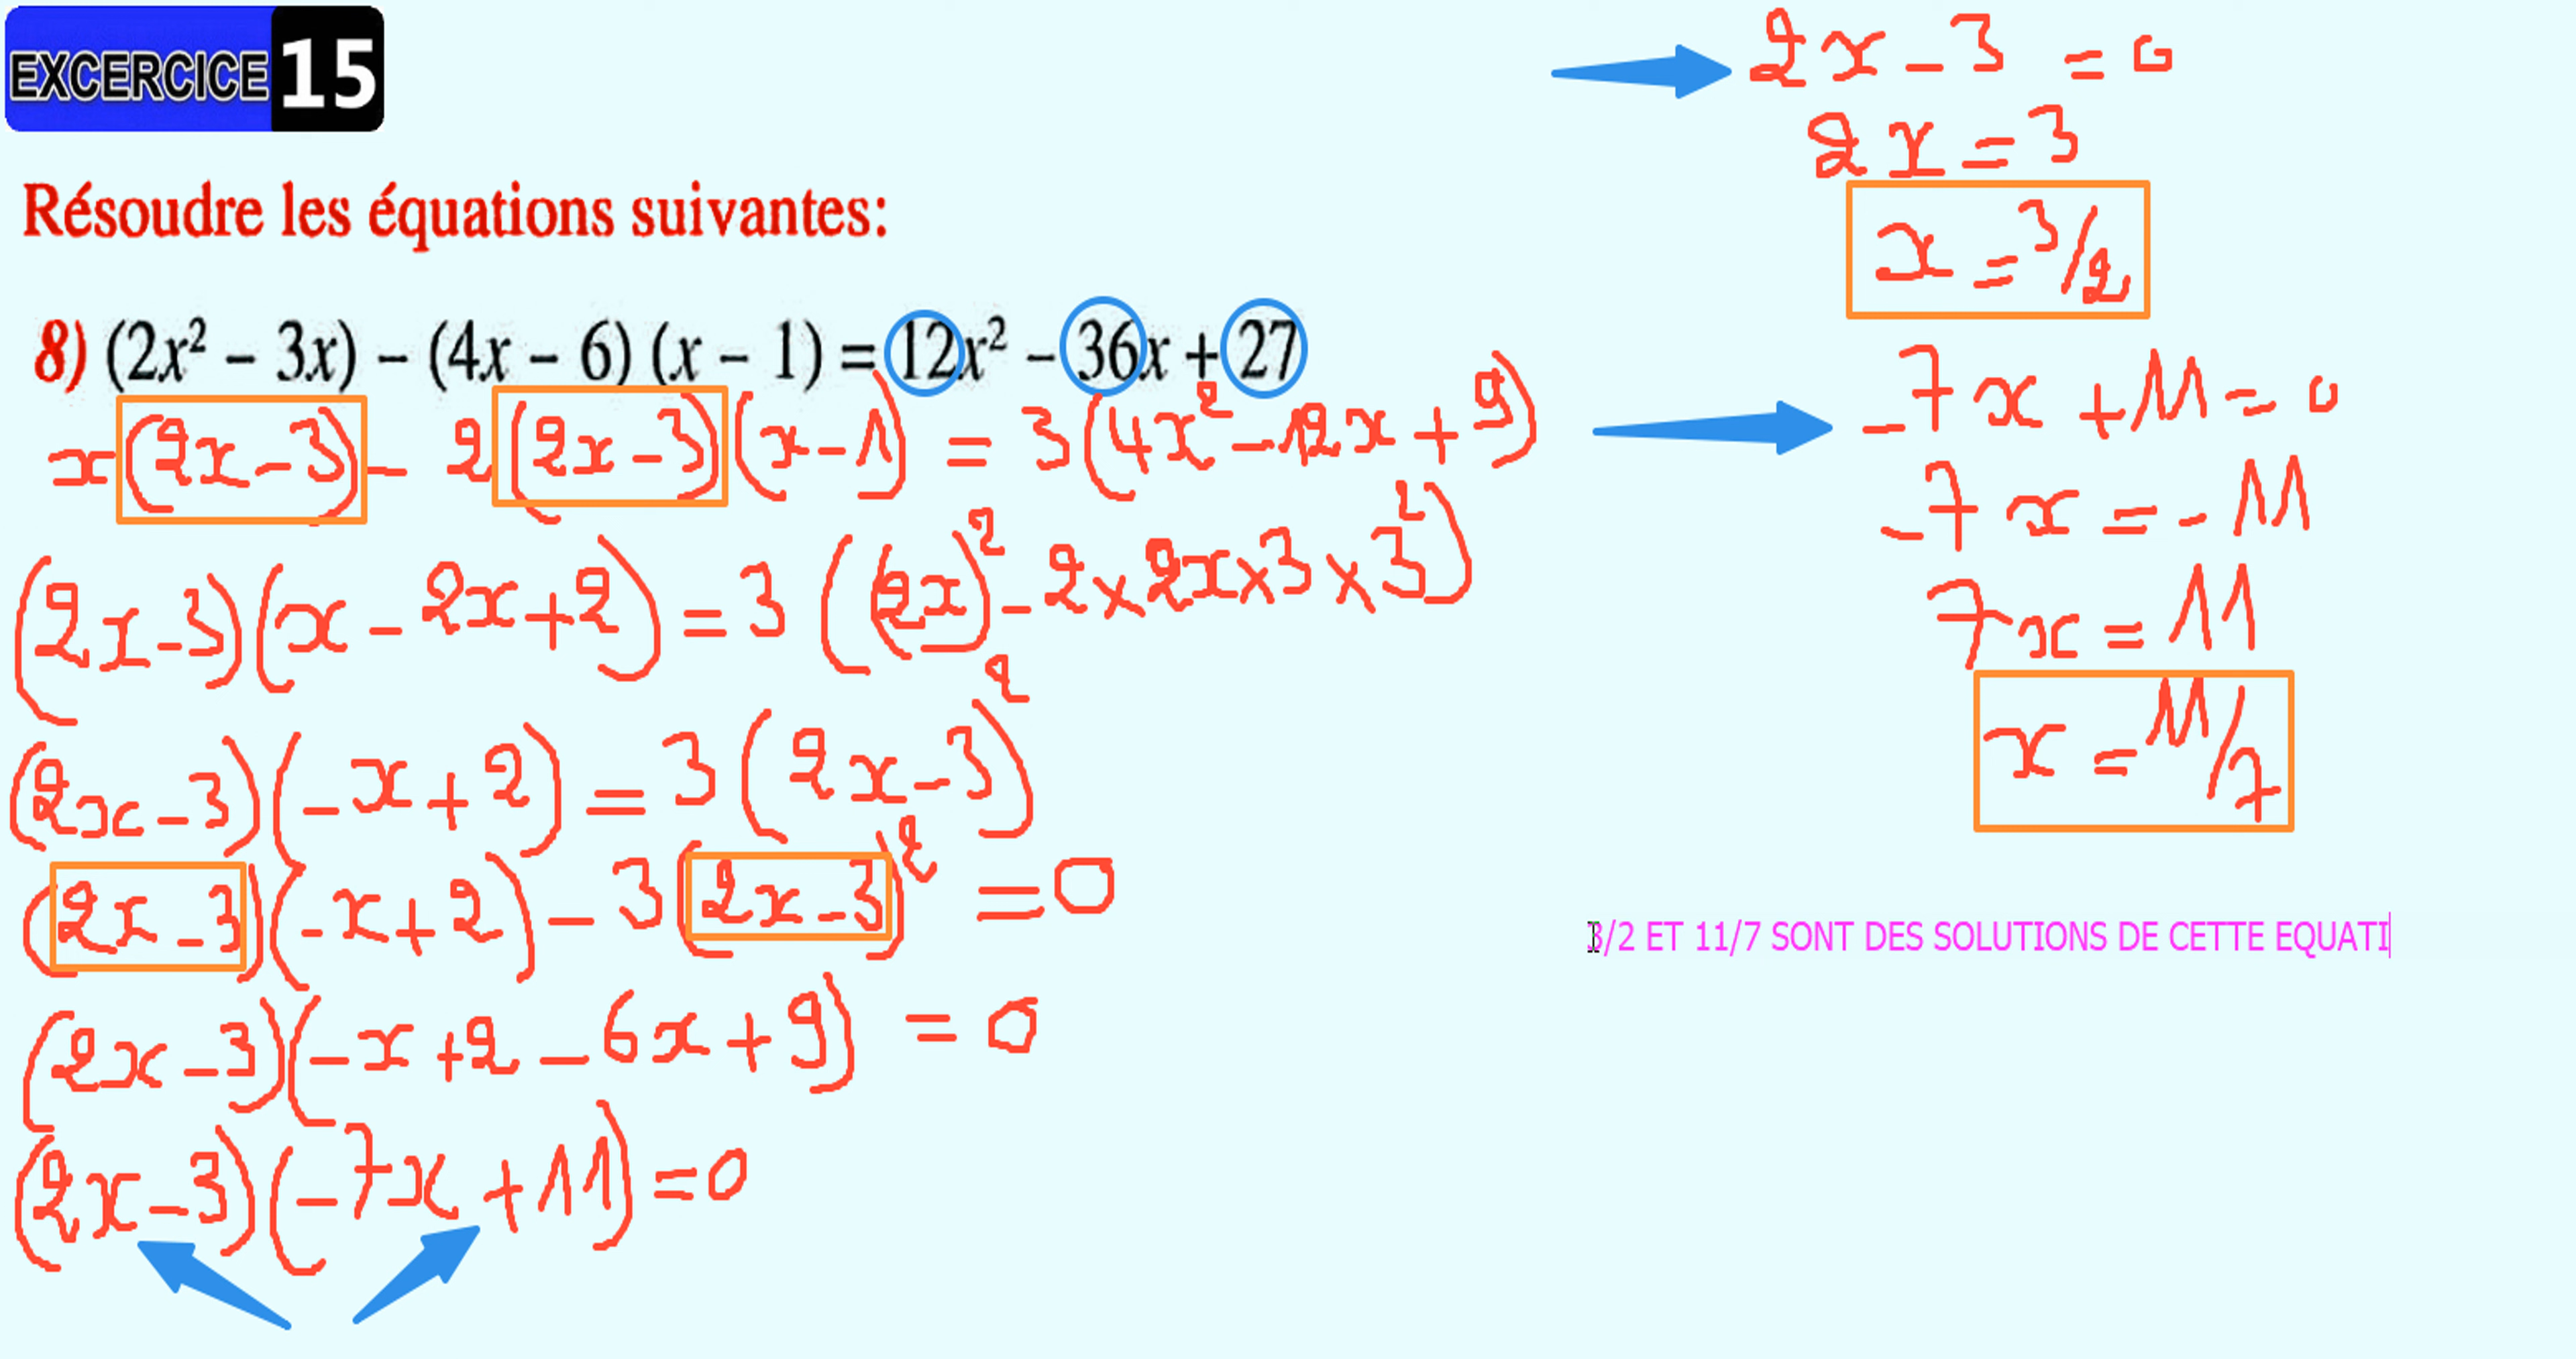 EXCERCICE 15
Résoudre les équations suivantes:
8) (2x² – 3x) – (4x – 6) (x – 1) = 12x² – 36x + 27
x(2x-3) - 2(2x-3)(x-1) = 3(4x²-12x+9)
(2x-3)(x-2x+2) = 3((2x)²-2×2x×3×3²)
(2x-3)(-x+2) = 3(2x-3)²
(2x-3)(-x+2)-3(2x-3)² = 0
(2x-3)(-x+2-6x+9) = 0
(2x-3)(-7x+11)=0
2x-3 = 0
2x=3
x=3/2
-7x+11=0
-7x=-11
7x=11
x=11/7
3/2 ET 11/7 SONT DES SOLUTIONS DE CETTE EQUATI